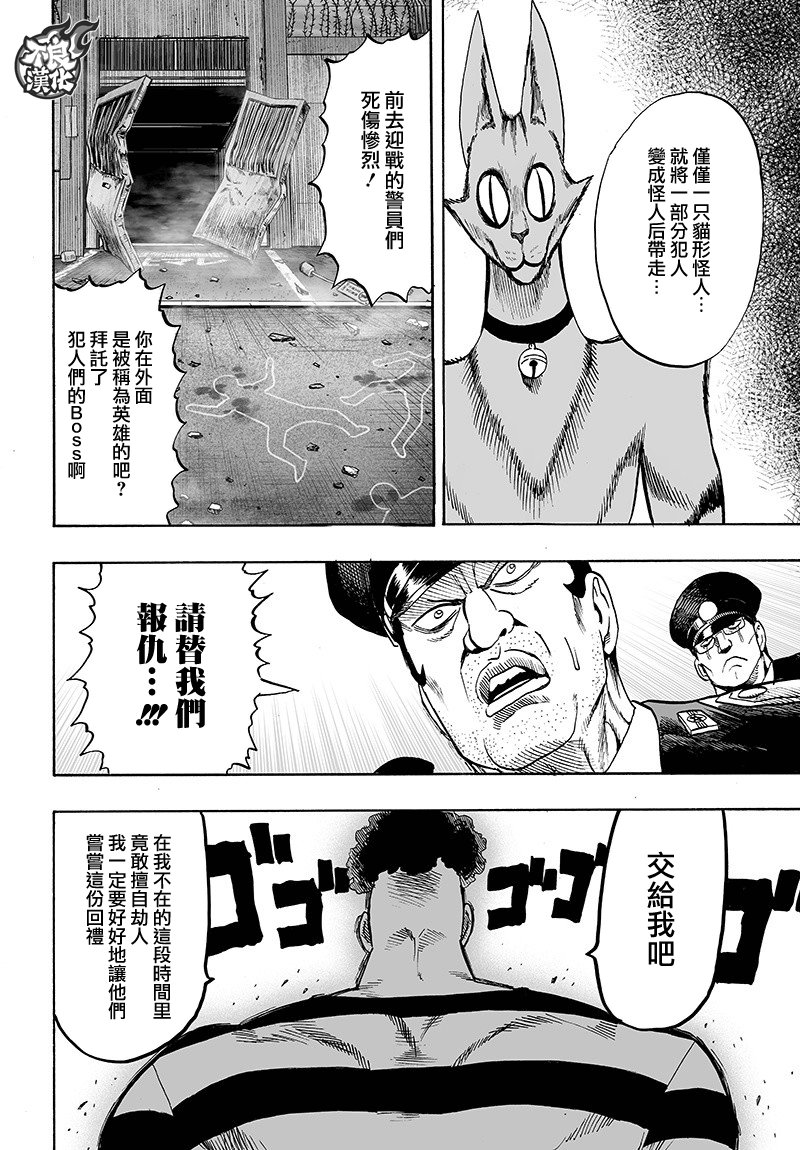 僅僅一只貓形怪人…
就將一部分犯人
變成怪人后帶走…
前去迎戰的警員們
死傷慘烈！
你在外面
是被稱為英雄的吧？
拜託了
犯人們的Boss啊
請替我們
報仇…!!!
交給我吧
ゴゴゴ
ゴゴゴ
在我不在的這段時間里
竟敢擅自劫人
我一定要好好地讓他們
嘗嘗這份回禮
不良
漢化